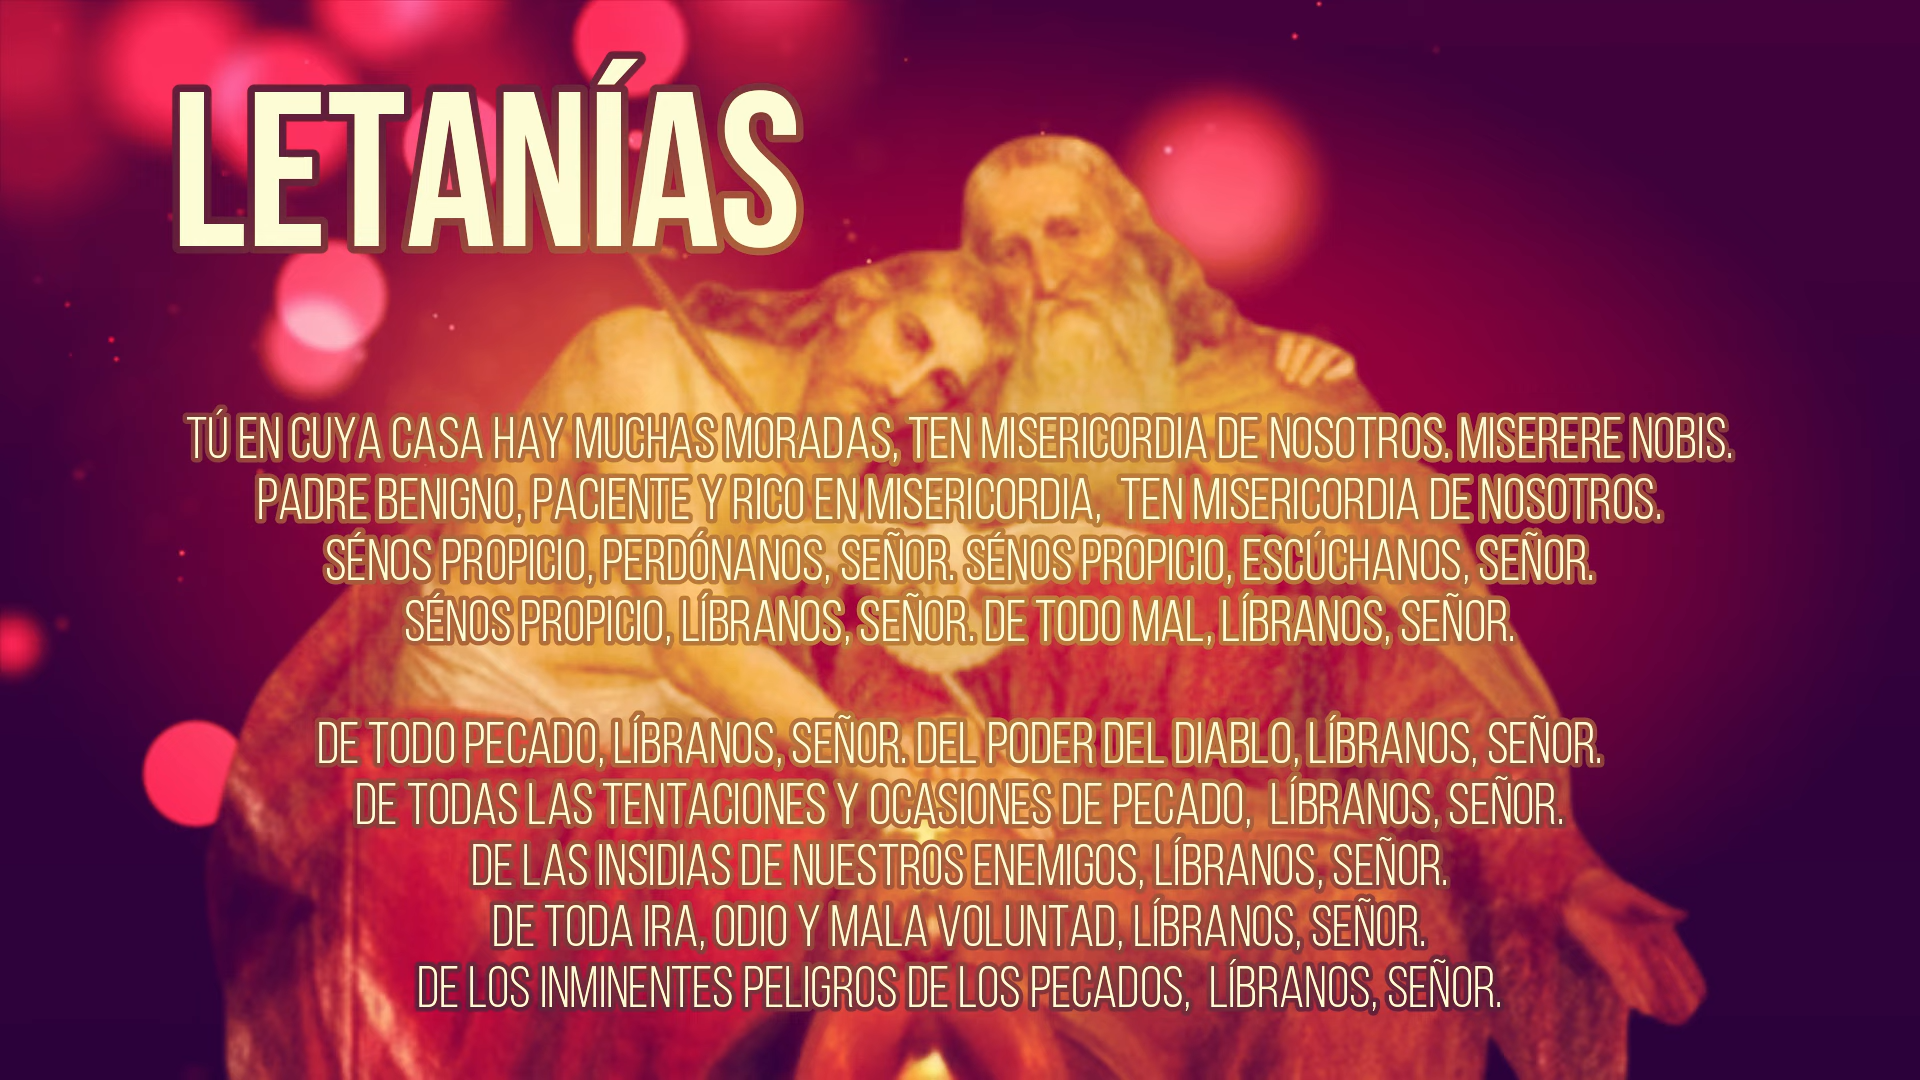 LETANÍAS
TÚ EN CUYA CASA HAY MUCHAS MORADAS, TEN MISERICORDIA DE NOSOTROS. MISERERE NOBIS.
PADRE BENIGNO, PACIENTE Y RICO EN MISERICORDIA, TEN MISERICORDIA DE NOSOTROS.
SÉNOS PROPICIO, PERDÓNANOS, SEÑOR. SÉNOS PROPICIO, ESCÚCHANOS, SEÑOR.
SÉNOS PROPICIO, LÍBRANOS, SEÑOR. DE TODO MAL, LÍBRANOS, SEÑOR.
DE TODO PECADO, LÍBRANOS, SEÑOR. DEL PODER DEL DIABLO, LÍBRANOS, SEÑOR.
DE TODAS LAS TENTACIONES Y OCASIONES DE PECADO, LÍBRANOS, SEÑOR.
DE LAS INSIDIAS DE NUESTROS ENEMIGOS, LÍBRANOS, SEÑOR.
DE TODA IRA, ODIO Y MALA VOLUNTAD, LÍBRANOS, SEÑOR.
DE LOS INMINENTES PELIGROS DE LOS PECADOS, LÍBRANOS, SEÑOR.